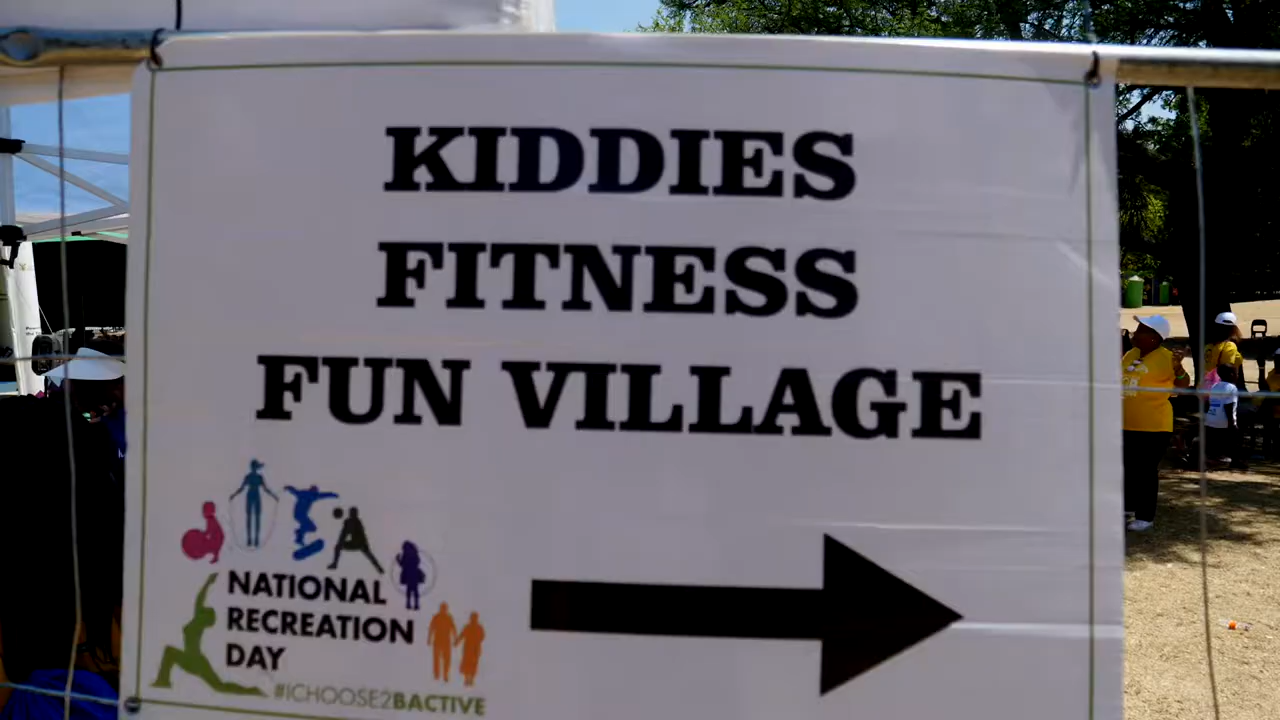 KIDDIES
FITNESS
FUN VILLAGE
NATIONAL
RECREATION
DAY
#ICHOOSE2BACTIVE